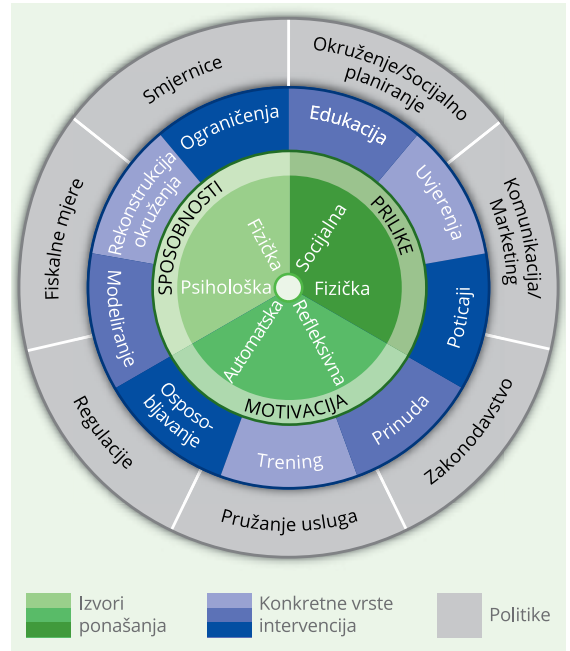 Smjernice
Okruženje/Socijalno
planiranje
Komunikacija/
Marketing
Zakonodavstvo
Pružanje usluga
Regulacije
Fiskalne mjere
Ograničenja
Edukacija
Uvjerenja
Poticaji
Prinuda
Trening
Osposo-
bljavanje
Modeliranje
Rekonstrukcija
okruženja
SPOSOBNOSTI
PRILIKE
MOTIVACIJA
Fizička
Socijalna
Psihološka
Fizička
Automatska
Refleksivna
Izvori
ponašanja
Konkretne vrste
intervencija
Politike